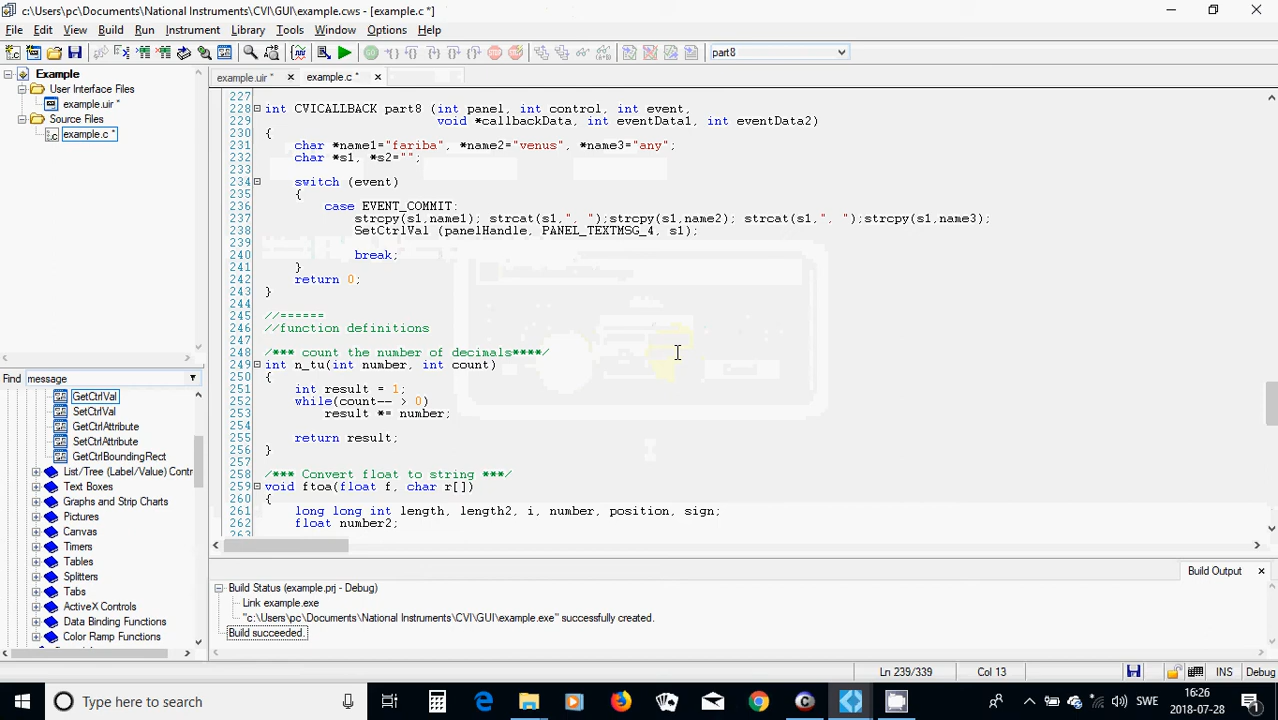 c:\Users\pc\Documents\National Instruments\CVI\GUI\example.cws - [example.c *]
File Edit View Build Run Instrument Library Tools Window Options Help
part8
Example
User Interface Files
example.uir *
Source Files
example.c *
example.uir *
example.c *
227
228 int CVICALLBACK part8 (int panel, int control, int event,
229 void *callbackData, int eventData1, int eventData2)
230 {
231 char *name1="fariba", *name2="venus", *name3="any";
232 char *s1, *s2="";
233
234 switch (event)
235 {
236 case EVENT_COMMIT:
237 strcpy(s1,name1); strcat(s1,", ");strcpy(s1,name2); strcat(s1,", ");strcpy(s1,name3);
238 SetCtrlVal (panelHandle, PANEL_TEXTMSG_4, s1);
239
240 break;
241 }
242 return 0;
243 }
244
245 //======
246 //function definitions
247
248 /*** count the number of decimals****/
249 int n_tu(int number, int count)
250 {
251 int result = 1;
252 while(count-- > 0)
253 result *= number;
254
255 return result;
256 }
257
258 /*** Convert float to string ***/
259 void ftoa(float f, char r[])
260 {
261 long long int length, length2, i, number, position, sign;
262 float number2;
263
Find message
GetCtrlVal
SetCtrlVal
GetCtrlAttribute
SetCtrlAttribute
GetCtrlBoundingRect
List/Tree (Label/Value) Contr
Text Boxes
Graphs and Strip Charts
Pictures
Canvas
Timers
Tables
Splitters
Tabs
ActiveX Controls
Data Binding Functions
Color Ramp Functions
Build Output
Build Status (example.prj - Debug)
Link example.exe
"c:\Users\pc\Documents\National Instruments\CVI\GUI\example.exe" successfully created.
Build succeeded.
Ln 239/339 Col 13 INS Debug
Type here to search
SWE
16:26
2018-07-28